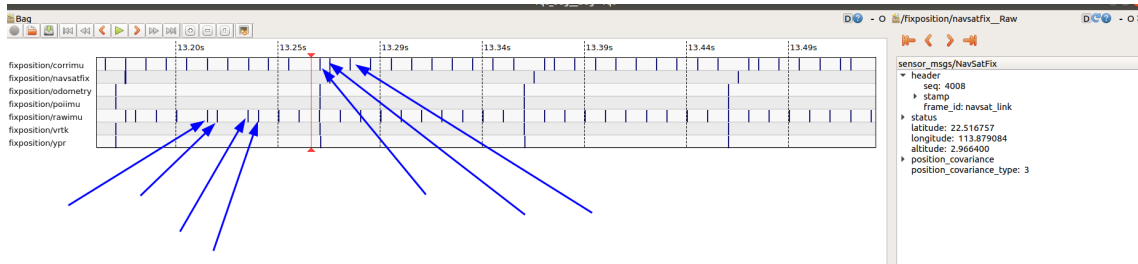 Bag
D - O
/fixposition/navsatfix__Raw
D - O
13.20s 13.25s 13.29s 13.34s 13.39s 13.44s 13.49s
fixposition/corrimu
fixposition/navsatfix
fixposition/odometry
fixposition/poiimu
fixposition/rawimu
fixposition/vrtk
fixposition/ypr
sensor_msgs/NavSatFix
header
seq: 4008
stamp
frame_id: navsat_link
status
latitude: 22.516757
longitude: 113.879084
altitude: 2.966400
position_covariance
position_covariance_type: 3